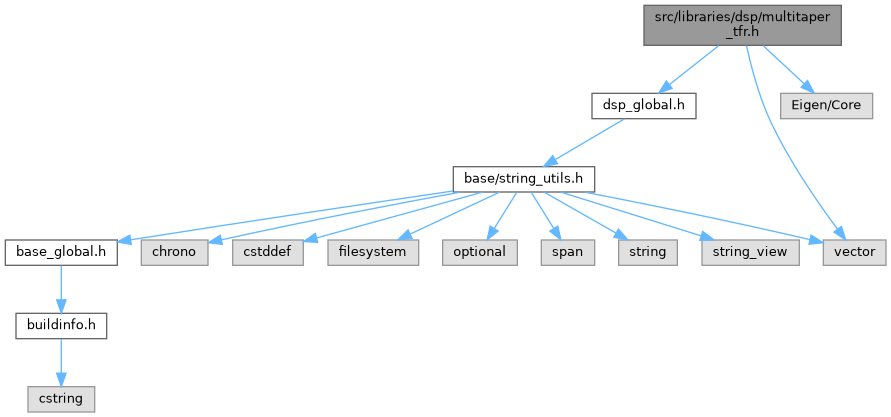 src/libraries/dsp/multitaper
_tfr.h
dsp_global.h
Eigen/Core
base/string_utils.h
base_global.h
chrono
cstddef
filesystem
optional
span
string
string_view
vector
buildinfo.h
cstring